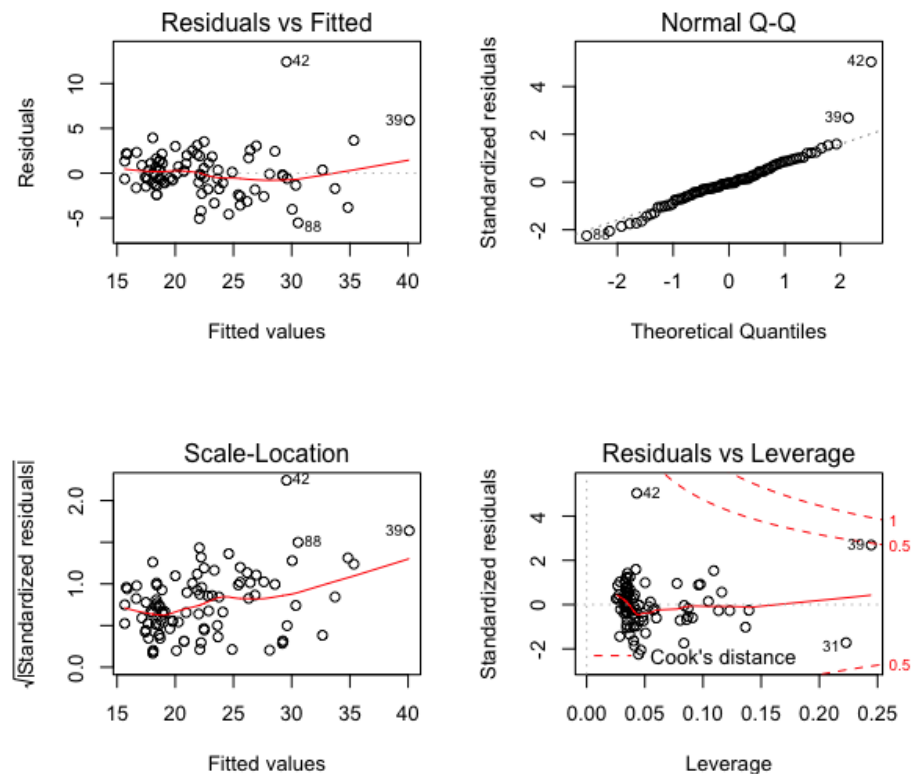 Residuals vs Fitted
Residuals
10
5
0
-5
42
39
88
15 20 25 30 35 40
Fitted values
Normal Q-Q
Standardized residuals
4
2
0
-2
42
39
88
-2 -1 0 1 2
Theoretical Quantiles
Scale-Location
√|Standardized residuals|
2.0
1.0
0.0
42
39
88
15 20 25 30 35 40
Fitted values
Residuals vs Leverage
Standardized residuals
4
2
0
-2
42
39
31
1
0.5
0.5
Cook's distance
0.00 0.05 0.10 0.15 0.20 0.25
Leverage